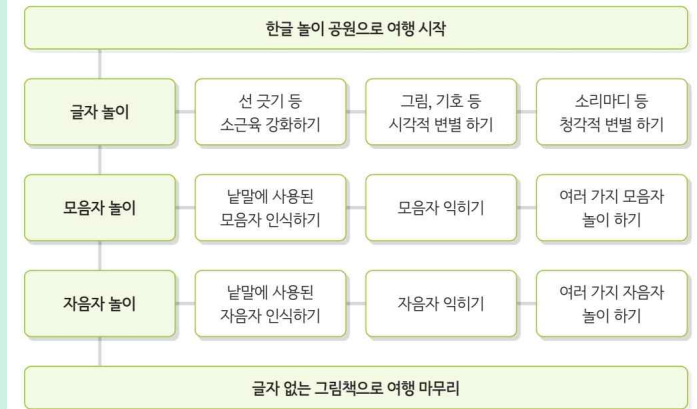 한글 놀이 공원으로 여행 시작
글자 놀이
선 긋기 등
소근육 강화하기
그림, 기호 등
시각적 변별 하기
소리마디 등
청각적 변별 하기
모음자 놀이
낱말에 사용된
모음자 인식하기
모음자 익히기
여러 가지 모음자
놀이 하기
자음자 놀이
낱말에 사용된
자음자 인식하기
자음자 익히기
여러 가지 자음자
놀이 하기
글자 없는 그림책으로 여행 마무리